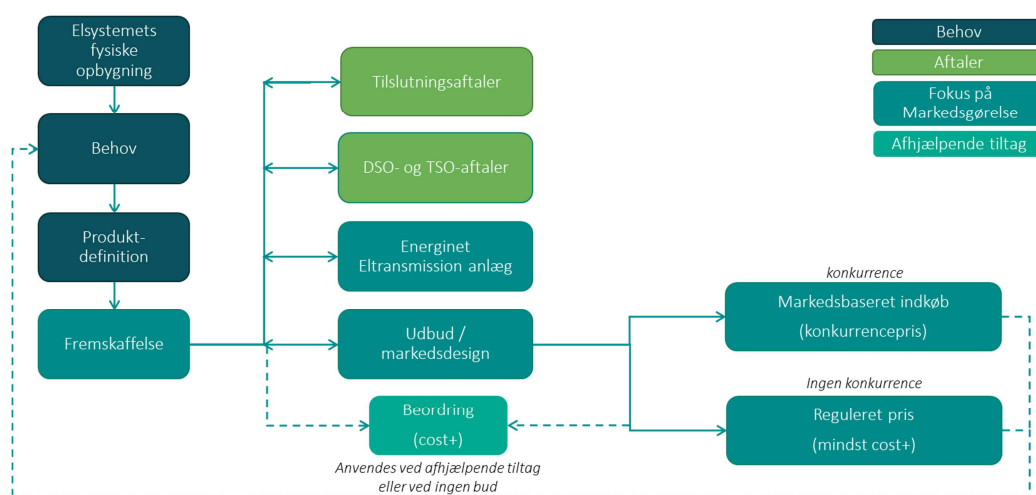 Elsystemets
fysiske
opbygning
Behov
Produkt-
definition
Fremskaffelse
Tilslutningsaftaler
DSO- og TSO-aftaler
Energinet
Eltransmission anlæg
Udbud /
markedsdesign
Beordring
(cost+)
Anvendes ved afhjælpende tiltag
eller ved ingen bud
konkurrence
Markedsbaseret indkøb
(konkurrencepris)
Ingen konkurrence
Reguleret pris
(mindst cost+)
Behov
Aftaler
Fokus på
Markedsgørelse
Afhjælpende tiltag